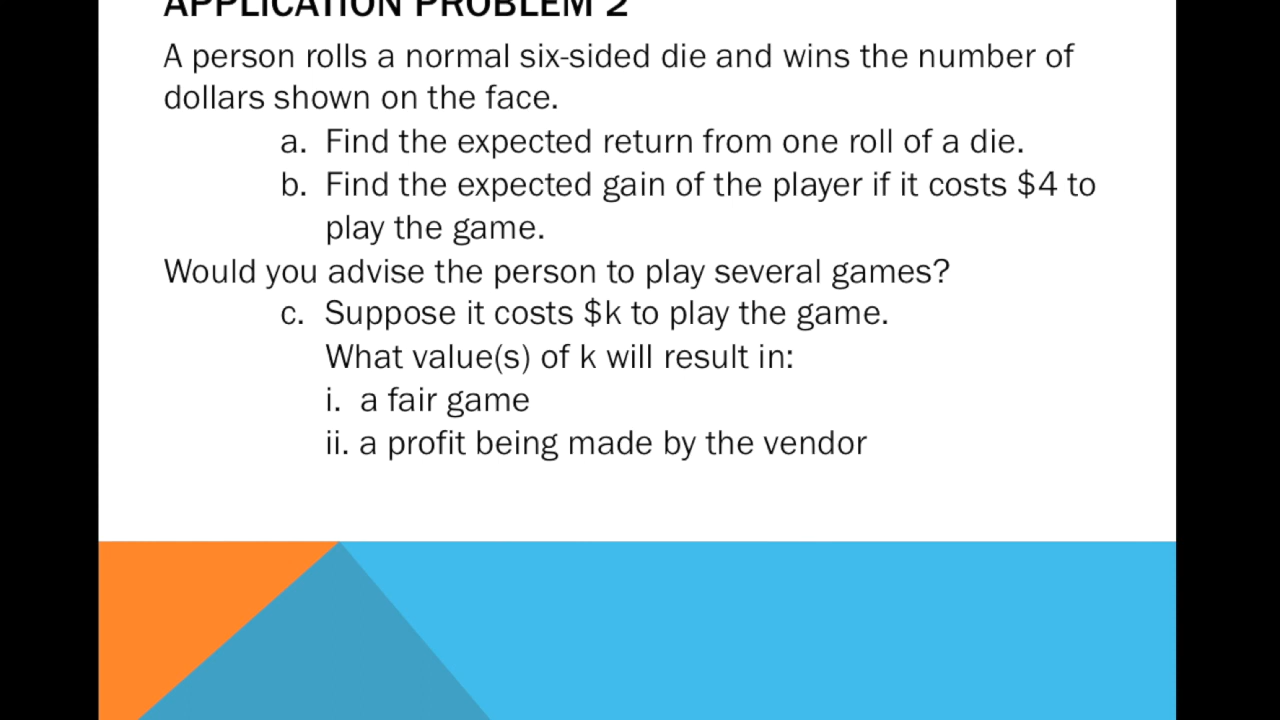 APPLICATION PROBLEM 2
A person rolls a normal six-sided die and wins the number of
dollars shown on the face.
a. Find the expected return from one roll of a die.
b. Find the expected gain of the player if it costs $4 to
play the game.
Would you advise the person to play several games?
c. Suppose it costs $k to play the game.
What value(s) of k will result in:
i. a fair game
ii. a profit being made by the vendor